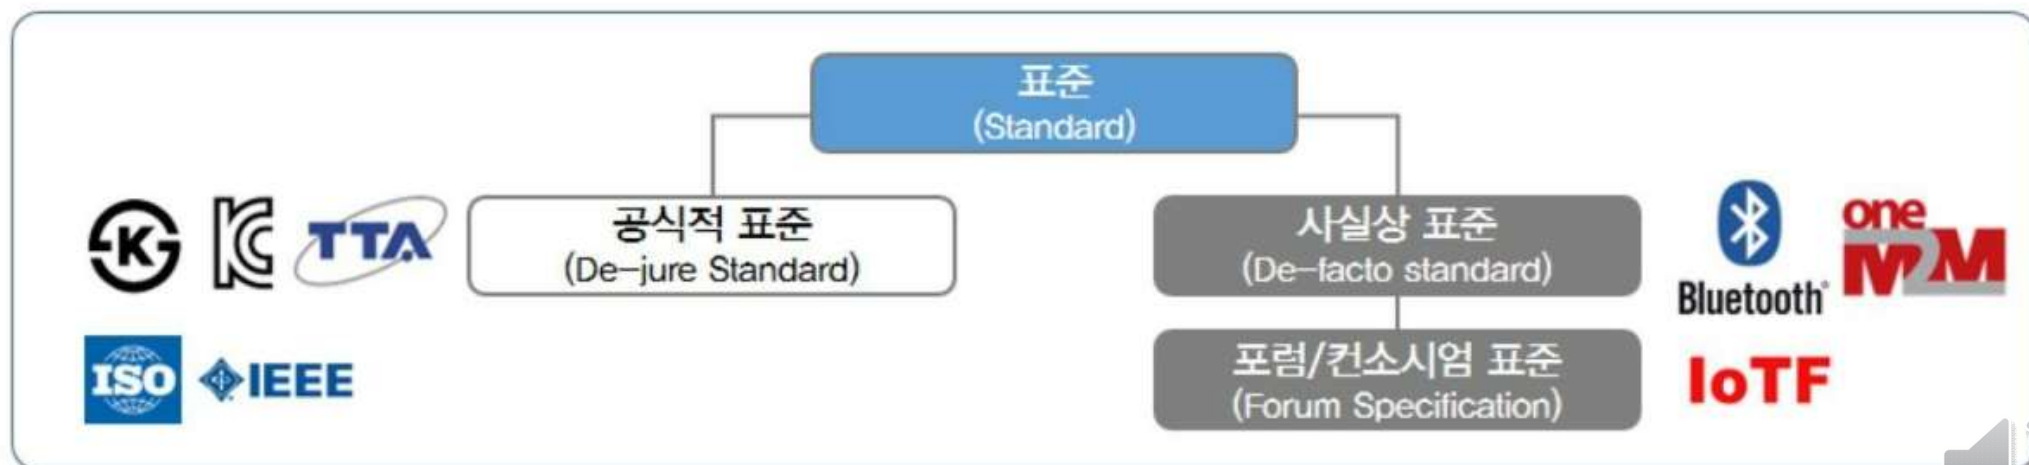 표준
(Standard)
공식적 표준
(De-jure Standard)
사실상 표준
(De-facto standard)
포럼/컨소시엄 표준
(Forum Specification)
K
KC
TTA
ISO
IEEE
Bluetooth®
one
M2M
IoTF